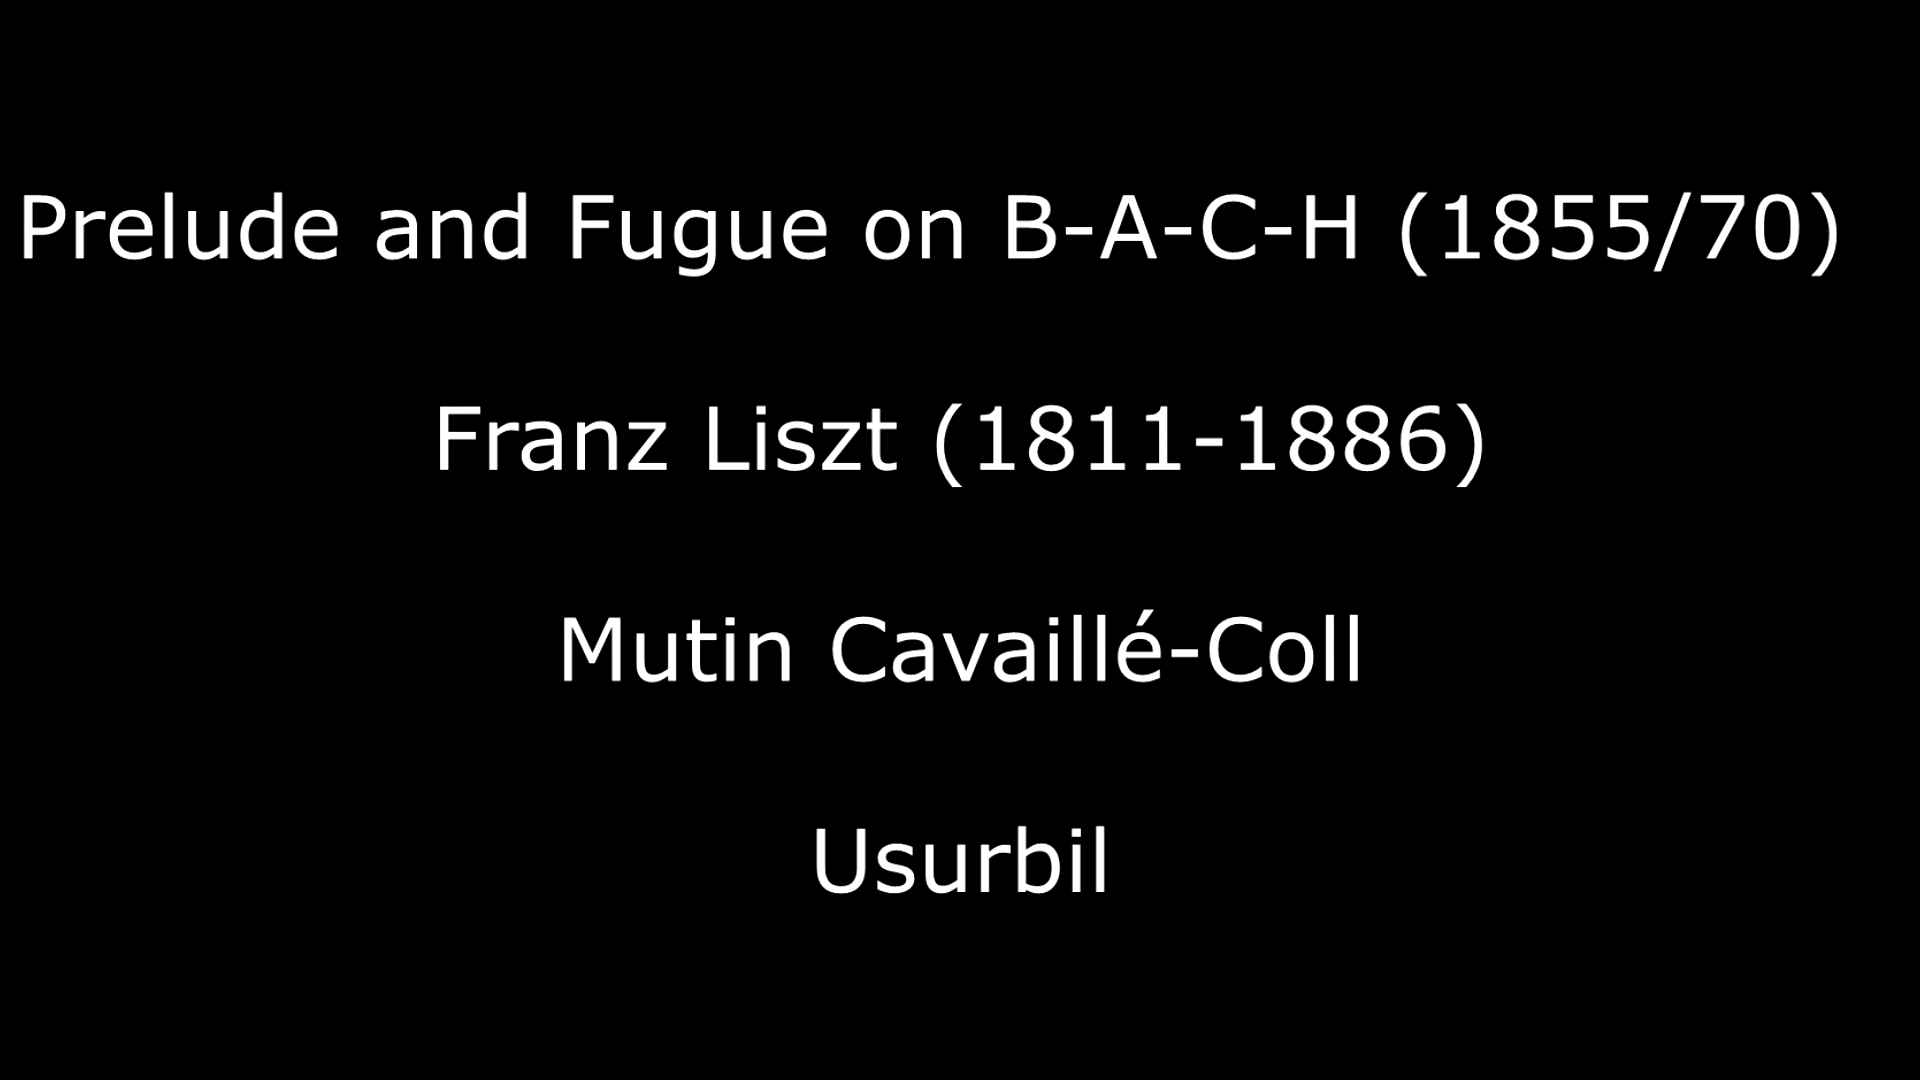 Prelude and Fugue on B-A-C-H (1855/70)
Franz Liszt (1811-1886)
Mutin Cavaillé-Coll
Usurbil